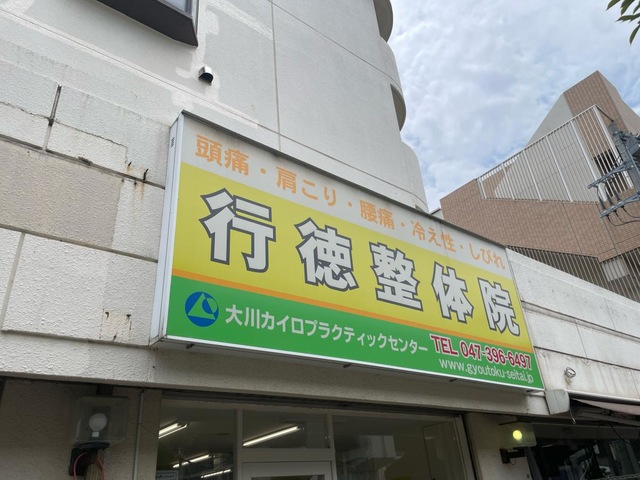 頭痛・肩こり・腰痛・冷え性・しびれ
行徳整体院
大川カイロプラクティックセンター TEL 047-396-6497
www.gyoutoku-seitai.jp